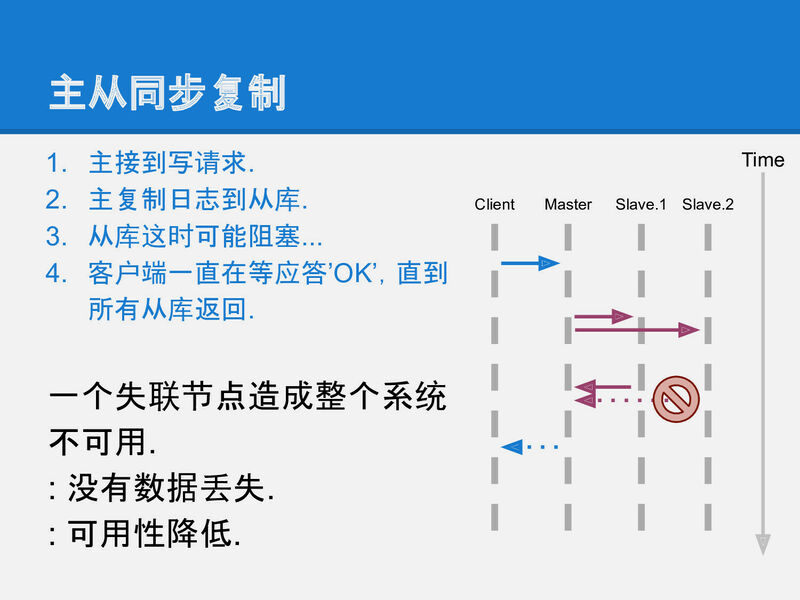 主从同步复制
1. 主接到写请求.
2. 主复制日志到从库.
3. 从库这时可能阻塞...
4. 客户端一直在等应答'OK', 直到
所有从库返回.
一个失联节点造成整个系统
不可用.
: 没有数据丢失.
: 可用性降低.
Time
Client Master Slave.1 Slave.2